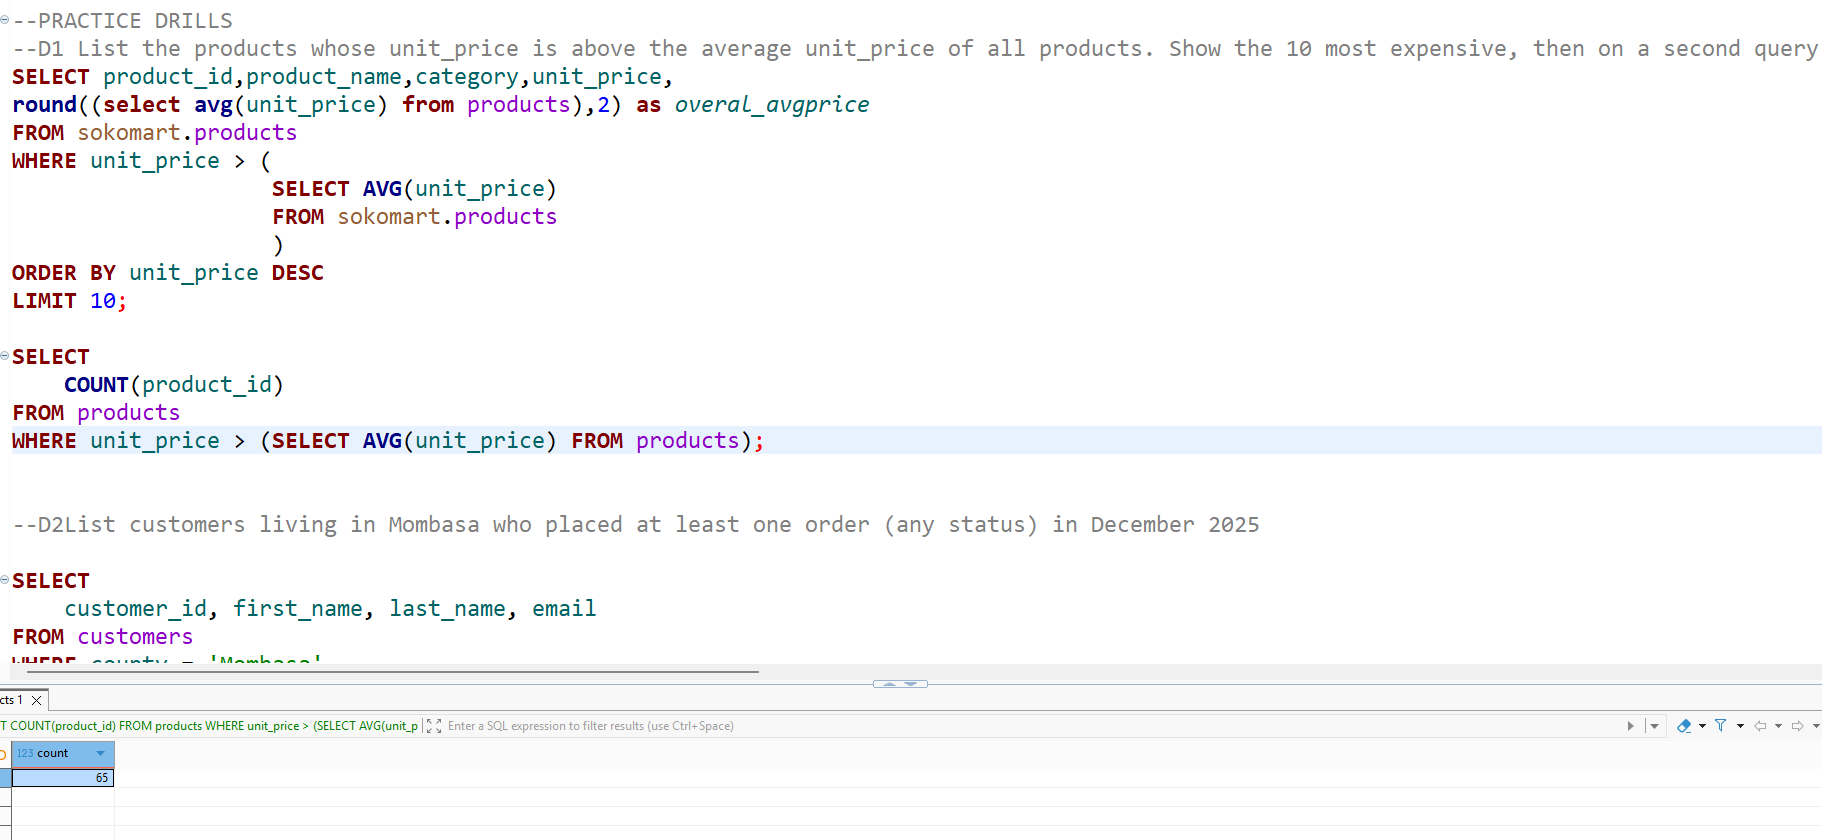 --PRACTICE DRILLS
--D1 List the products whose unit_price is above the average unit_price of all products. Show the 10 most expensive, then on a second query
SELECT product_id,product_name,category,unit_price,
round((select avg(unit_price) from products),2) as overal_avgprice
FROM sokomart.products
WHERE unit_price > (
SELECT AVG(unit_price)
FROM sokomart.products
)
ORDER BY unit_price DESC
LIMIT 10;
SELECT
COUNT(product_id)
FROM products
WHERE unit_price > (SELECT AVG(unit_price) FROM products);
--D2List customers living in Mombasa who placed at least one order (any status) in December 2025
SELECT
customer_id, first_name, last_name, email
FROM customers
WHERE county = 'Mombasa'
cts 1
T COUNT(product_id) FROM products WHERE unit_price > (SELECT AVG(unit_p Enter a SQL expression to filter results (use Ctrl+Space)
123 count
65